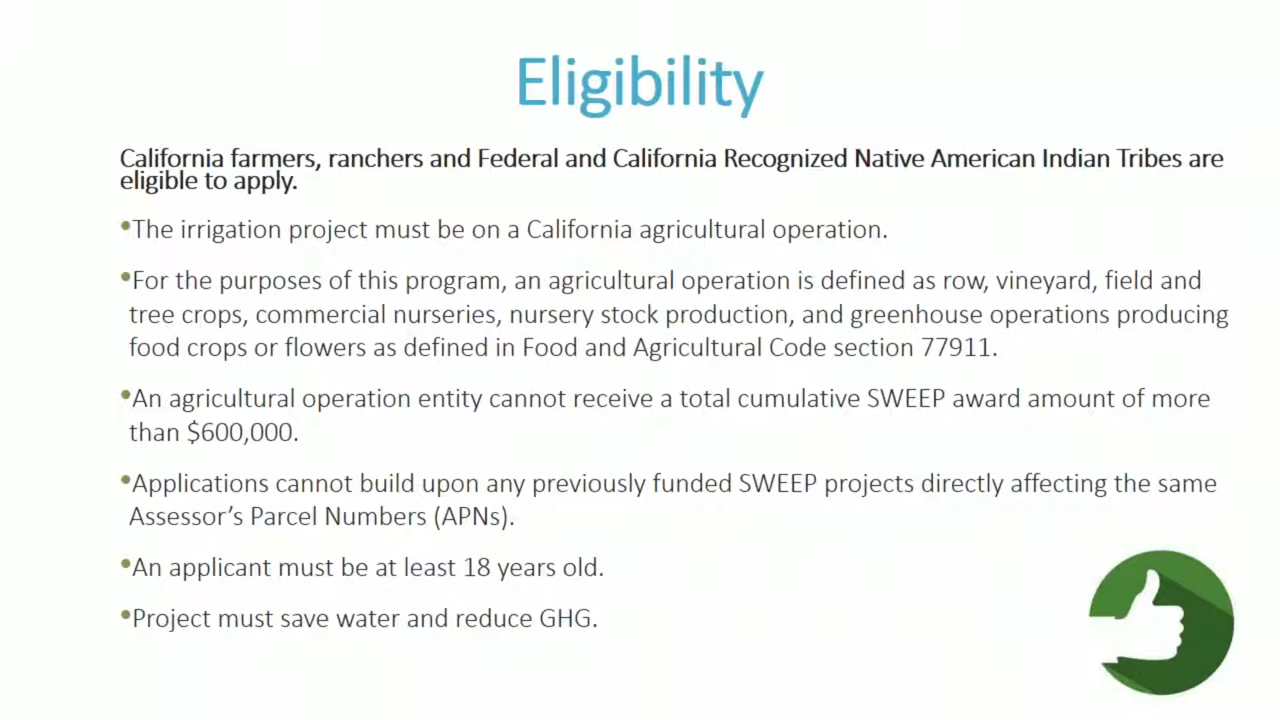 Eligibility
California farmers, ranchers and Federal and California Recognized Native American Indian Tribes are
eligible to apply.
•The irrigation project must be on a California agricultural operation.
•For the purposes of this program, an agricultural operation is defined as row, vineyard, field and
tree crops, commercial nurseries, nursery stock production, and greenhouse operations producing
food crops or flowers as defined in Food and Agricultural Code section 77911.
•An agricultural operation entity cannot receive a total cumulative SWEEP award amount of more
than $600,000.
•Applications cannot build upon any previously funded SWEEP projects directly affecting the same
Assessor’s Parcel Numbers (APNs).
•An applicant must be at least 18 years old.
•Project must save water and reduce GHG.